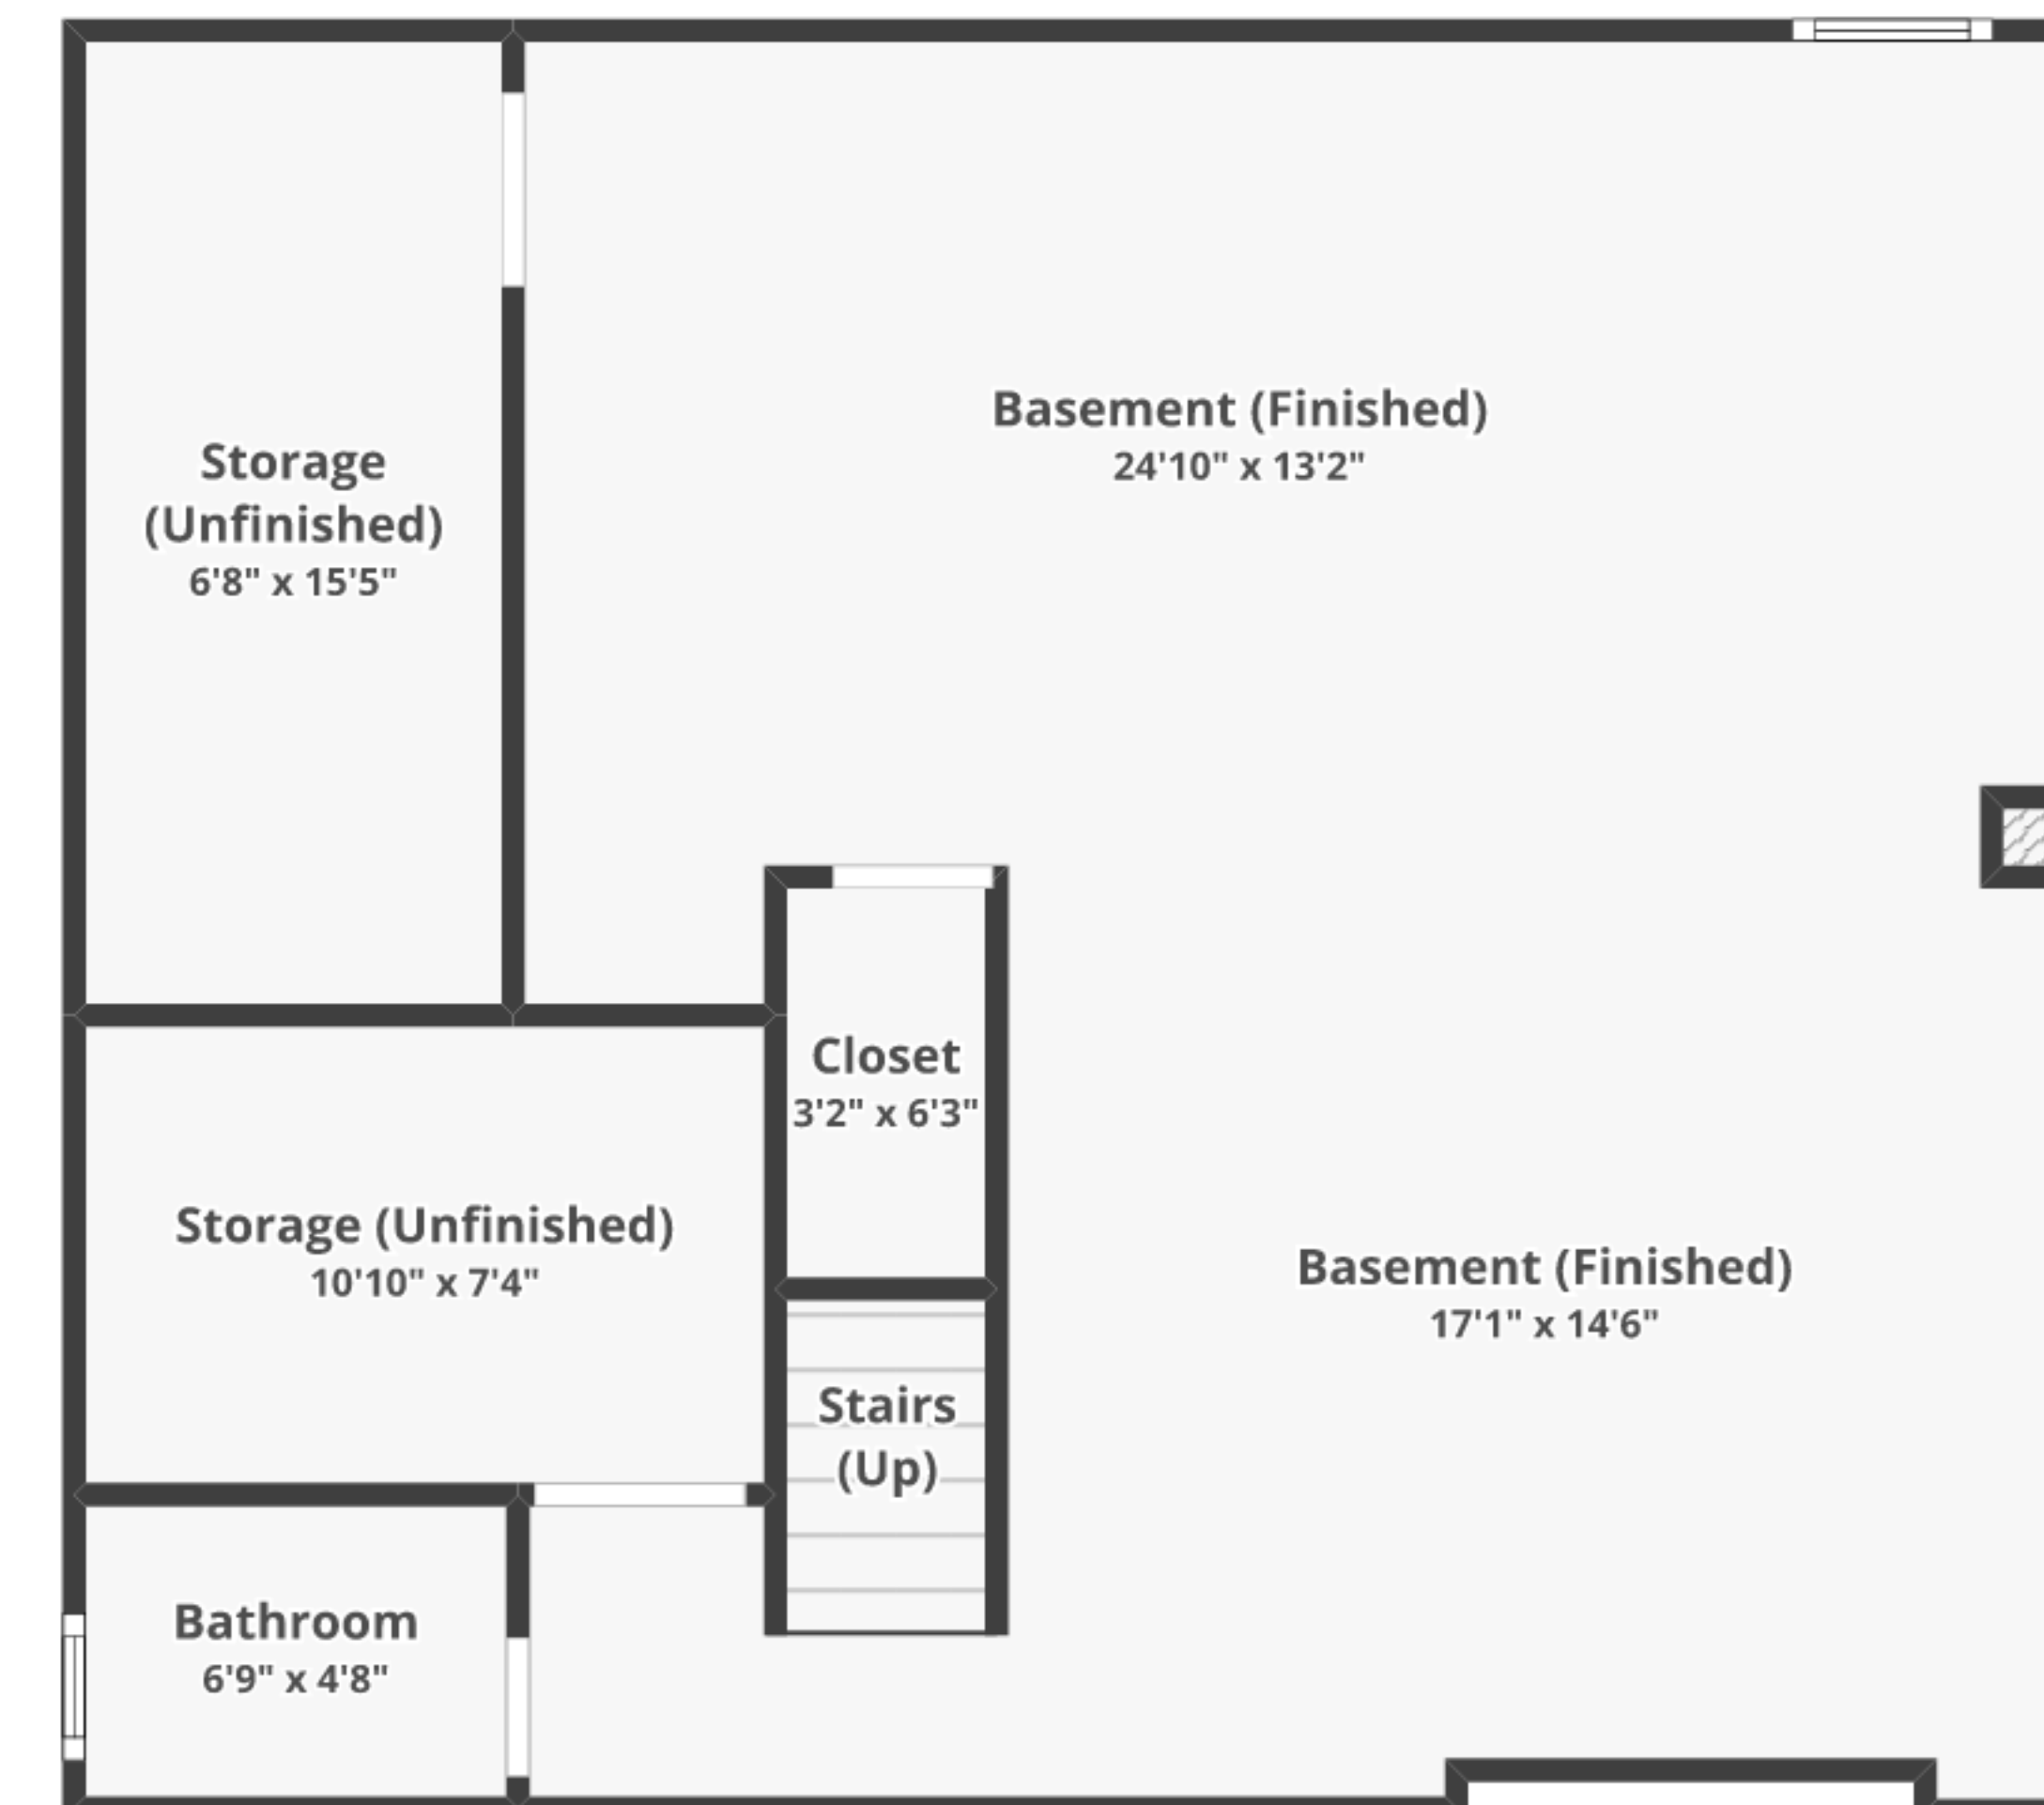 Basement (Finished)
24'10" x 13'2"
Storage
(Unfinished)
6'8" x 15'5"
Closet
3'2" x 6'3"
Storage (Unfinished)
10'10" x 7'4"
Basement (Finished)
17'1" x 14'6"
Stairs
(Up)
Bathroom
6'9" x 4'8"